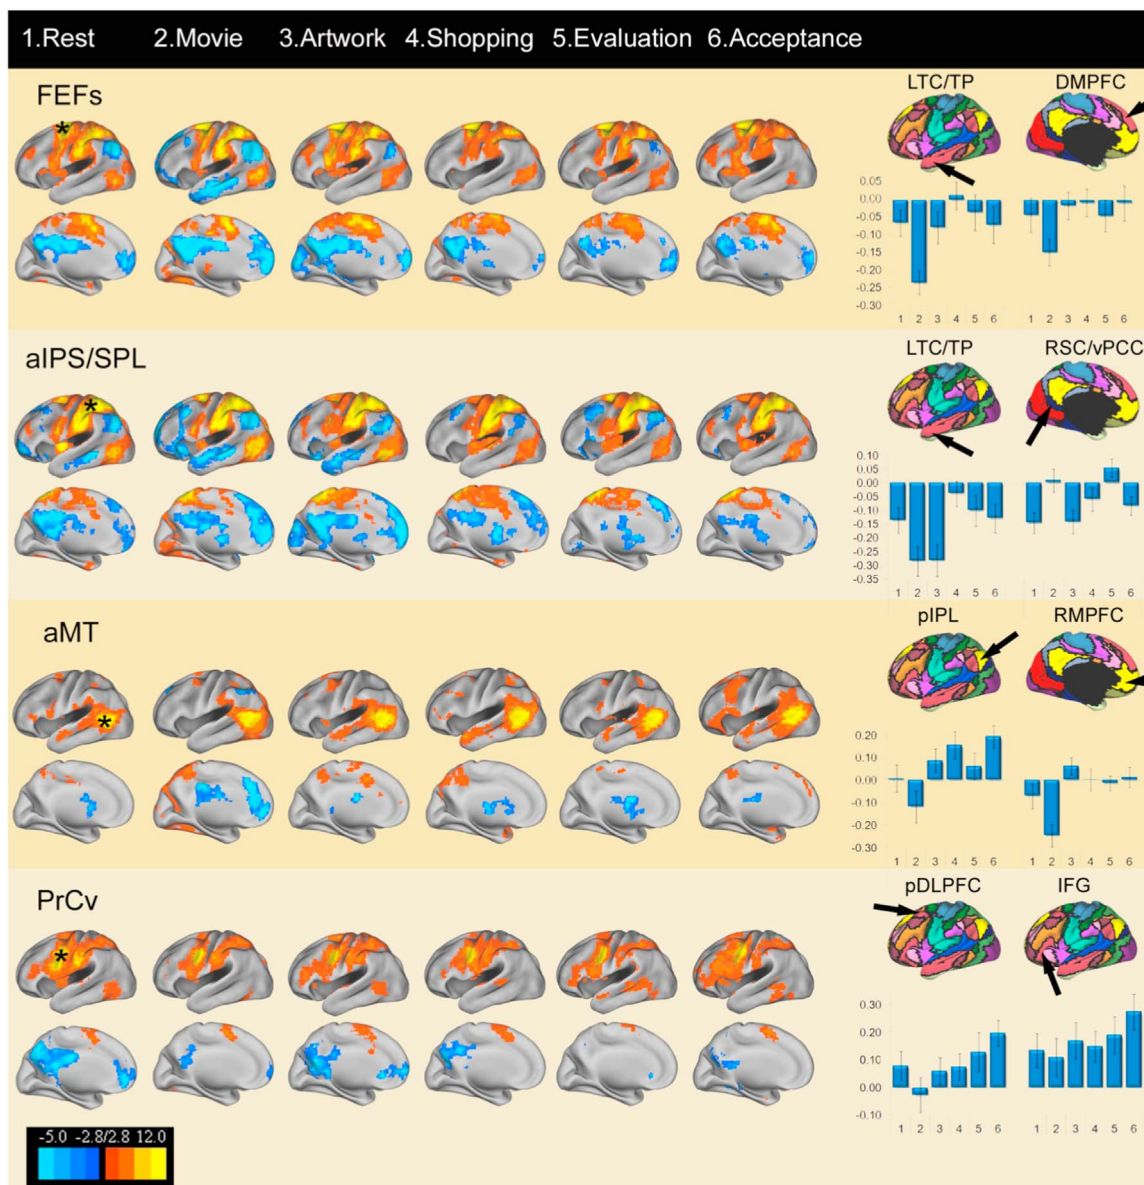 1.Rest 2.Movie 3.Artwork 4.Shopping 5.Evaluation 6.Acceptance
FEFs
*
LTC/TP DMPFC
0.05
0.00
-0.05
-0.10
-0.15
-0.20
-0.25
-0.30
1 2 3 4 5 6 1 2 3 4 5 6
aIPS/SPL
*
LTC/TP RSC/vPCC
0.10
0.05
0.00
-0.05
-0.10
-0.15
-0.20
-0.25
-0.30
-0.35
1 2 3 4 5 6 1 2 3 4 5 6
aMT
*
pIPL RMPFC
0.20
0.10
-0.00
-0.10
-0.20
-0.30
1 2 3 4 5 6 1 2 3 4 5 6
PrCv
*
pDLPFC IFG
0.30
0.20
0.10
0.00
-0.10
1 2 3 4 5 6 1 2 3 4 5 6
-5.0 -2.8/2.8 12.0